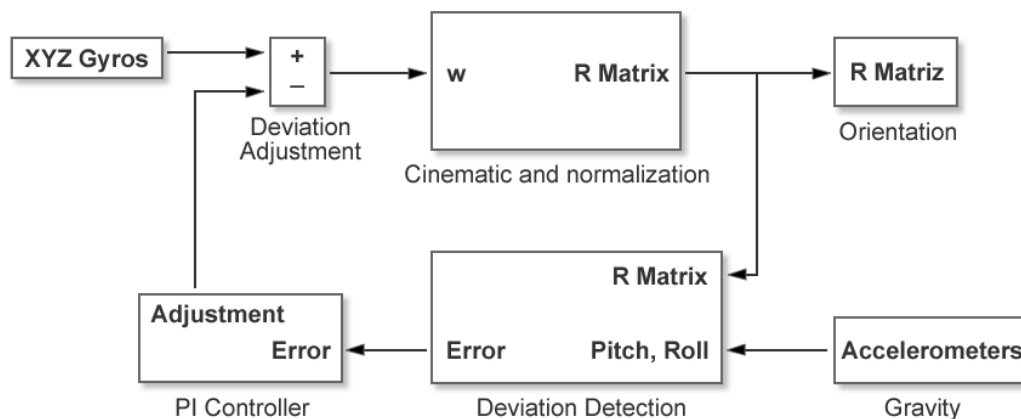 XYZ Gyros
+
–
Deviation
Adjustment
w
R Matrix
Cinematic and normalization
R Matriz
Orientation
R Matrix
Pitch, Roll
Error
Deviation Detection
Adjustment
Error
PI Controller
Accelerometers
Gravity